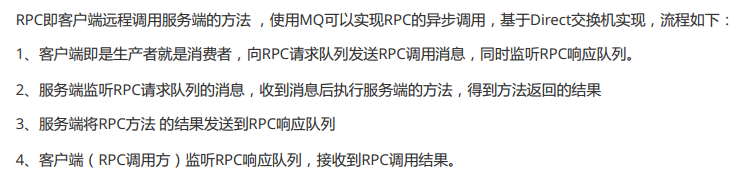 RPC即客户端远程调用服务端的方法 ，使用MQ可以实现RPC的异步调用，基于Direct交换机实现，流程如下：
1、客户端即是生产者就是消费者，向RPC请求队列发送RPC调用消息，同时监听RPC响应队列。
2、服务端监听RPC请求队列的消息，收到消息后执行服务端的方法，得到方法返回的结果
3、服务端将RPC方法 的结果发送到RPC响应队列
4、客户端（RPC调用方）监听RPC响应队列，接收到RPC调用结果。